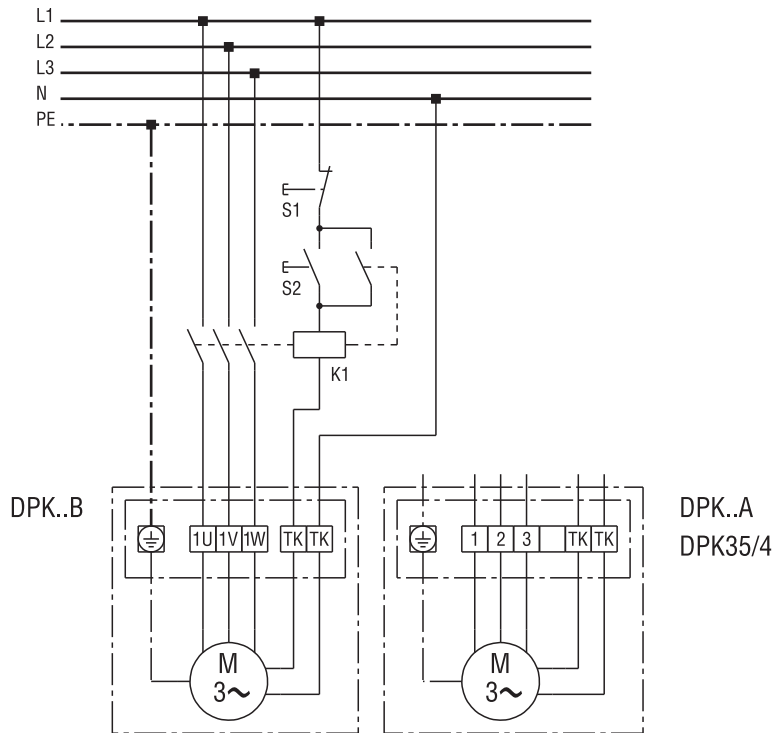 L1
L2
L3
N
PE
S1
S2
K1
DPK..B
1U 1V 1W TK TK
M
3~
DPK..A
DPK35/4
1 2 3 TK TK
M
3~